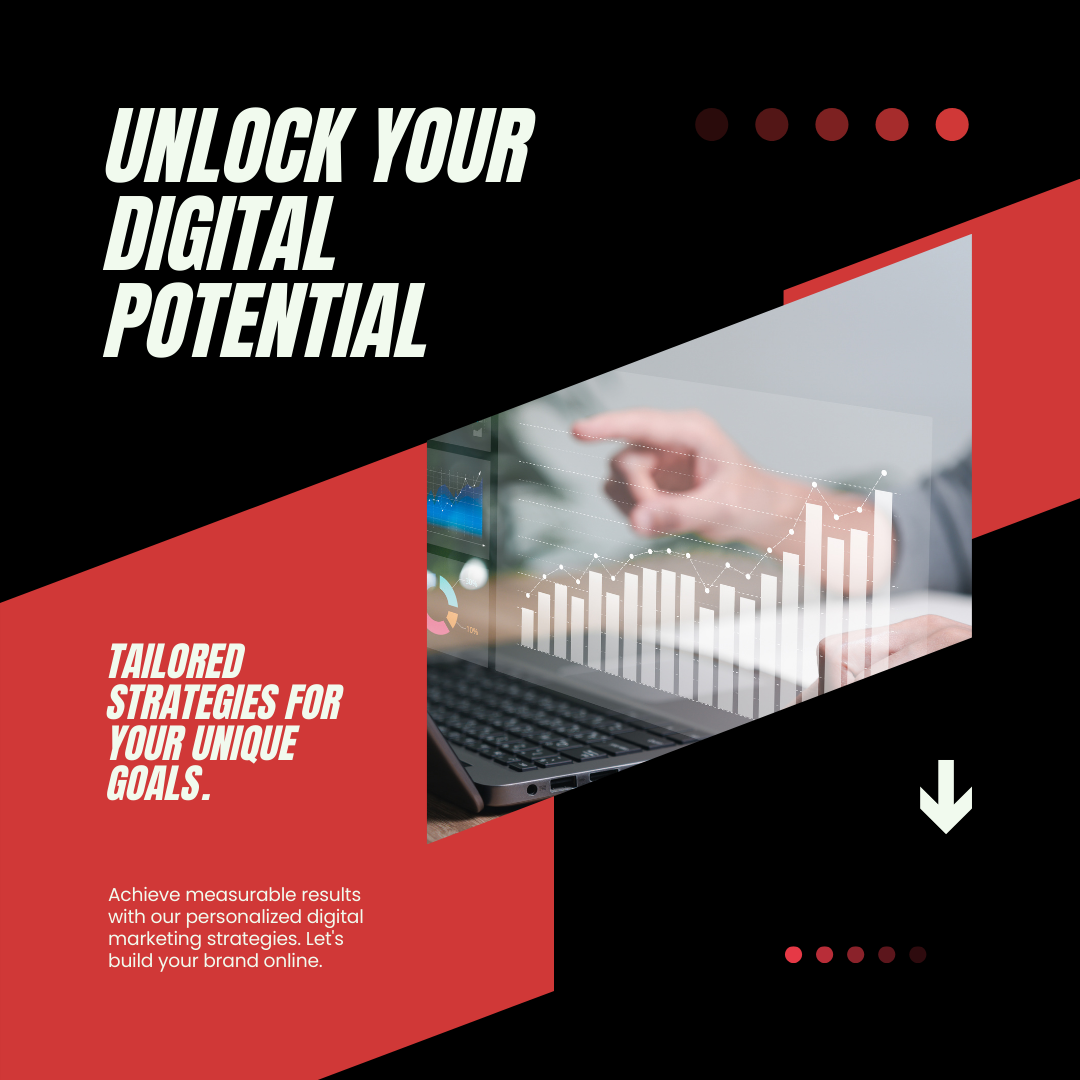 UNLOCK YOUR
DIGITAL
POTENTIAL
10%
TAILORED
STRATEGIES FOR
YOUR UNIQUE
GOALS.
Achieve measurable results
with our personalized digital
marketing strategies. Let's
build your brand online.